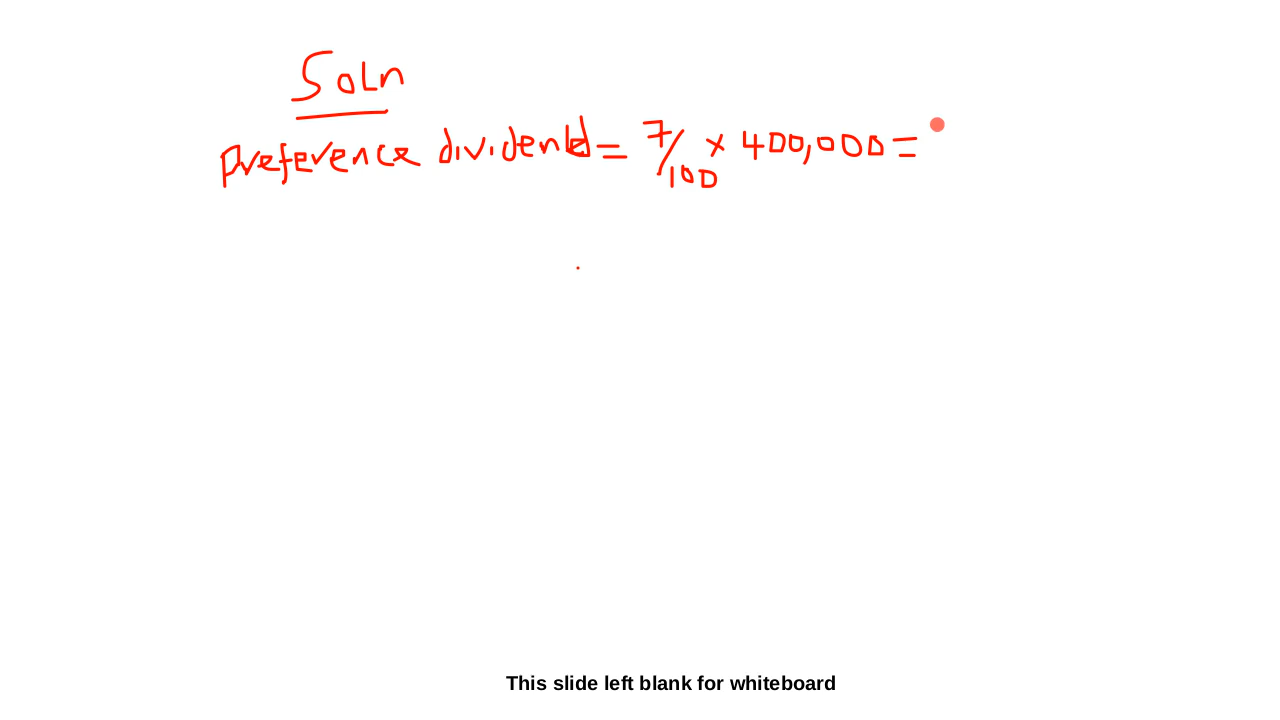 Soln
preference dividend = 7/100 × 400,000 =
This slide left blank for whiteboard